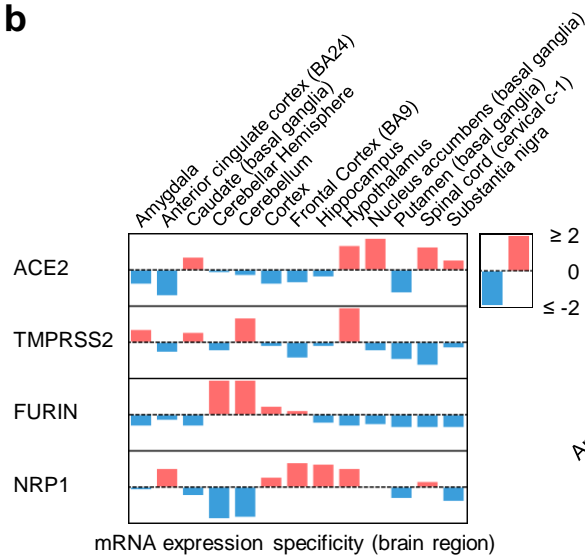 b
Amygdala
Anterior cingulate cortex (BA24)
Caudate (basal ganglia)
Cerebellar Hemisphere
Cerebellum
Cortex
Frontal Cortex (BA9)
Hippocampus
Hypothalamus
Nucleus accumbens (basal ganglia)
Putamen (basal ganglia)
Spinal cord (cervical c-1)
Substantia nigra
ACE2
TMPRSS2
FURIN
NRP1
≥ 2
0
≤ -2
mRNA expression specificity (brain region)